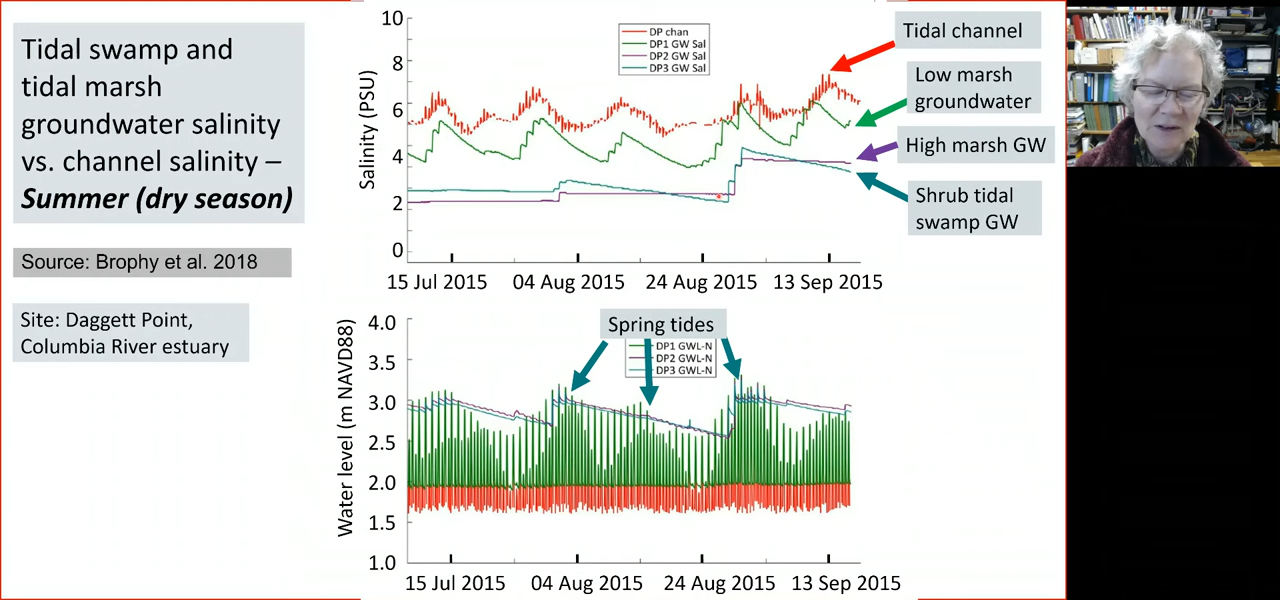 Tidal swamp and
tidal marsh
groundwater salinity
vs. channel salinity –
Summer (dry season)
Source: Brophy et al. 2018
Site: Daggett Point,
Columbia River estuary
Salinity (PSU)
10
8
6
4
2
0
DP chan
DP1 GW Sal
DP2 GW Sal
DP3 GW Sal
15 Jul 2015
04 Aug 2015
24 Aug 2015
13 Sep 2015
Tidal channel
Low marsh
groundwater
High marsh GW
Shrub tidal
swamp GW
Water level (m NAVD88)
4.0
3.5
3.0
2.5
2.0
1.5
1.0
Spring tides
DP1 GWL-N
DP2 GWL-N
DP3 GWL-N
15 Jul 2015
04 Aug 2015
24 Aug 2015
13 Sep 2015